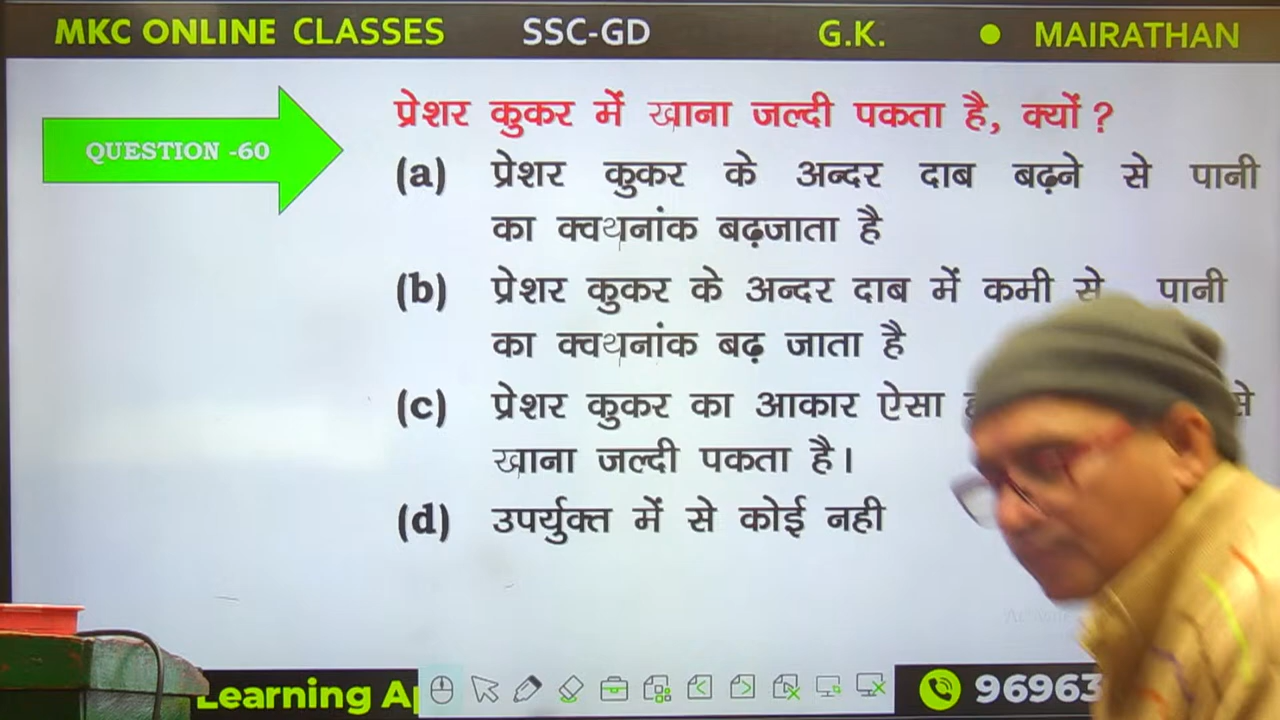 MKC ONLINE CLASSES SSC-GD G.K. MAIRATHAN
QUESTION -60
प्रेशर कुकर में खाना जल्दी पकता है, क्यों ?
(a) प्रेशर कुकर के अन्दर दाब बढ़ने से पानी
का क्वथनांक बढ़जाता है
(b) प्रेशर कुकर के अन्दर दाब में कमी से पानी
का क्वथनांक बढ़ जाता है
(c) प्रेशर कुकर का आकार ऐसा से
खाना जल्दी पकता है।
(d) उपर्युक्त में से कोई नही
Learning
96963